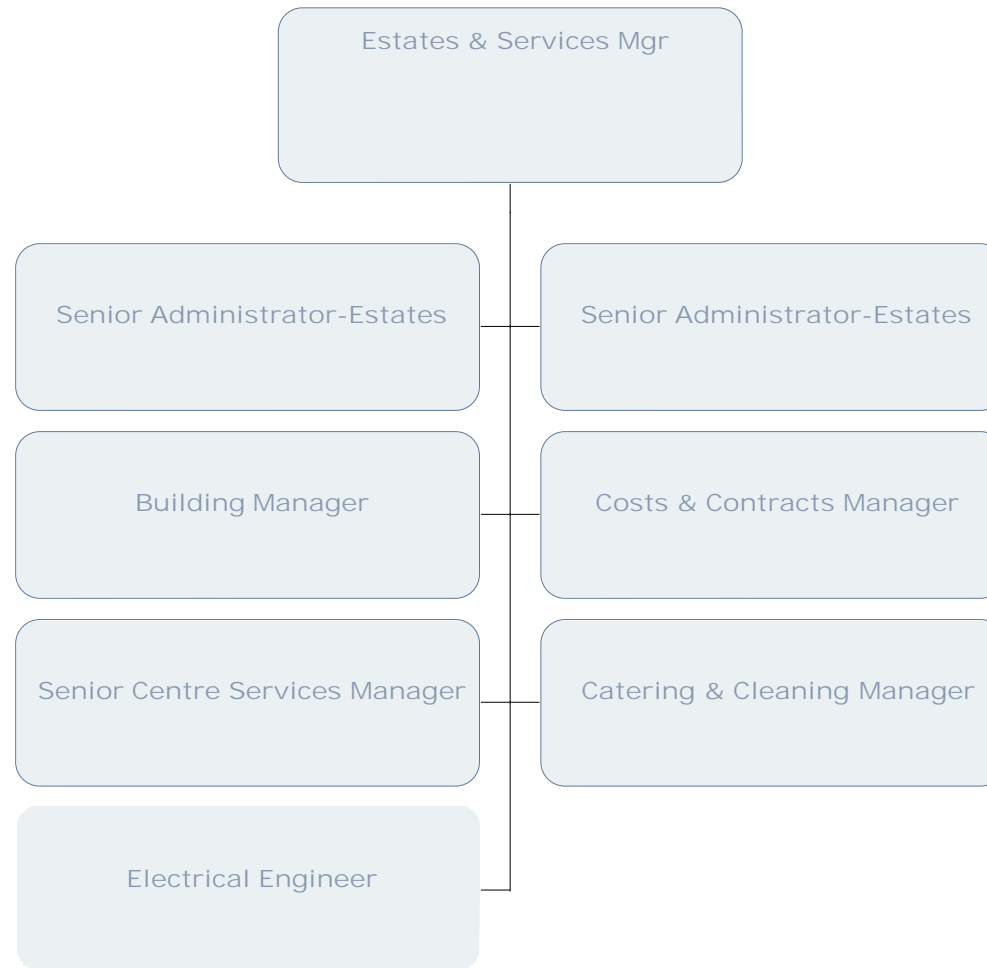 Estates & Services Mgr
Senior Administrator-Estates
Senior Administrator-Estates
Building Manager
Costs & Contracts Manager
Senior Centre Services Manager
Catering & Cleaning Manager
Electrical Engineer